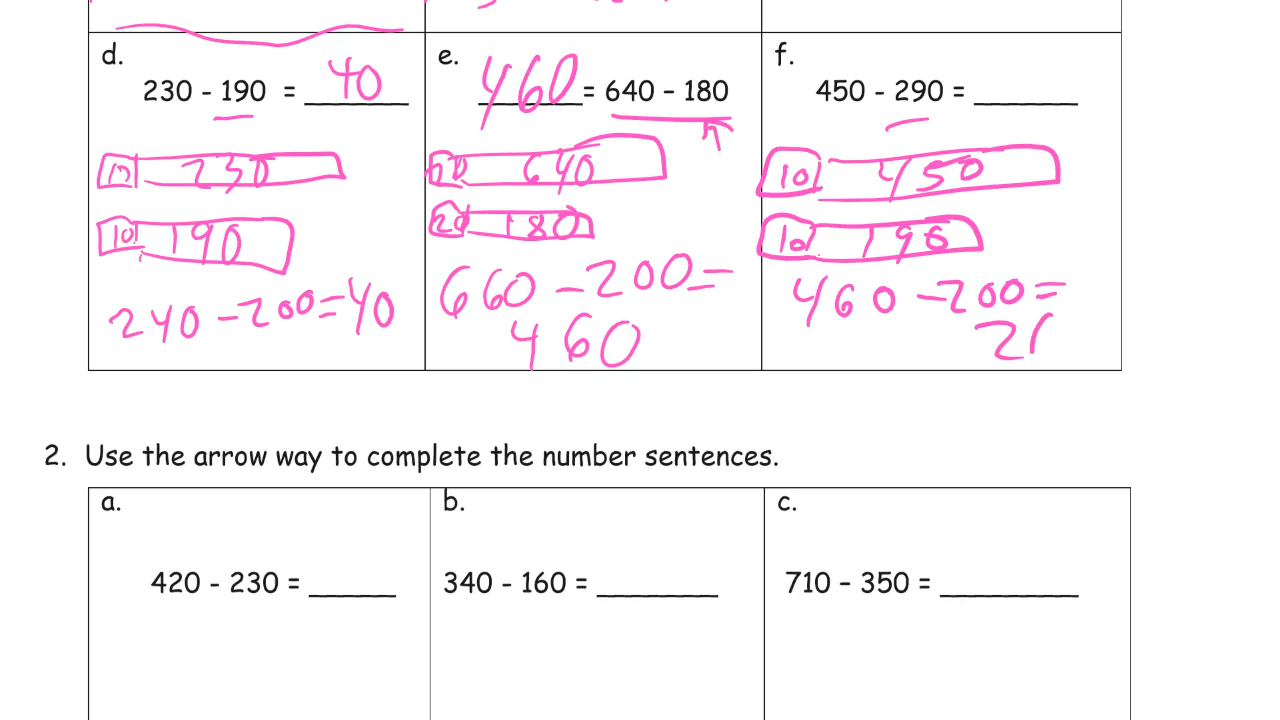 d.
230 - 190 = 40
10 230
10 190
240 - 200 = 40
e.
460 = 640 - 180
20 640
20 180
660 - 200 =
460
f.
450 - 290 = ________
10 450
10 190
460 - 200 =
2
2. Use the arrow way to complete the number sentences.
a.
420 - 230 = ______
b.
340 - 160 = ________
c.
710 - 350 = _________